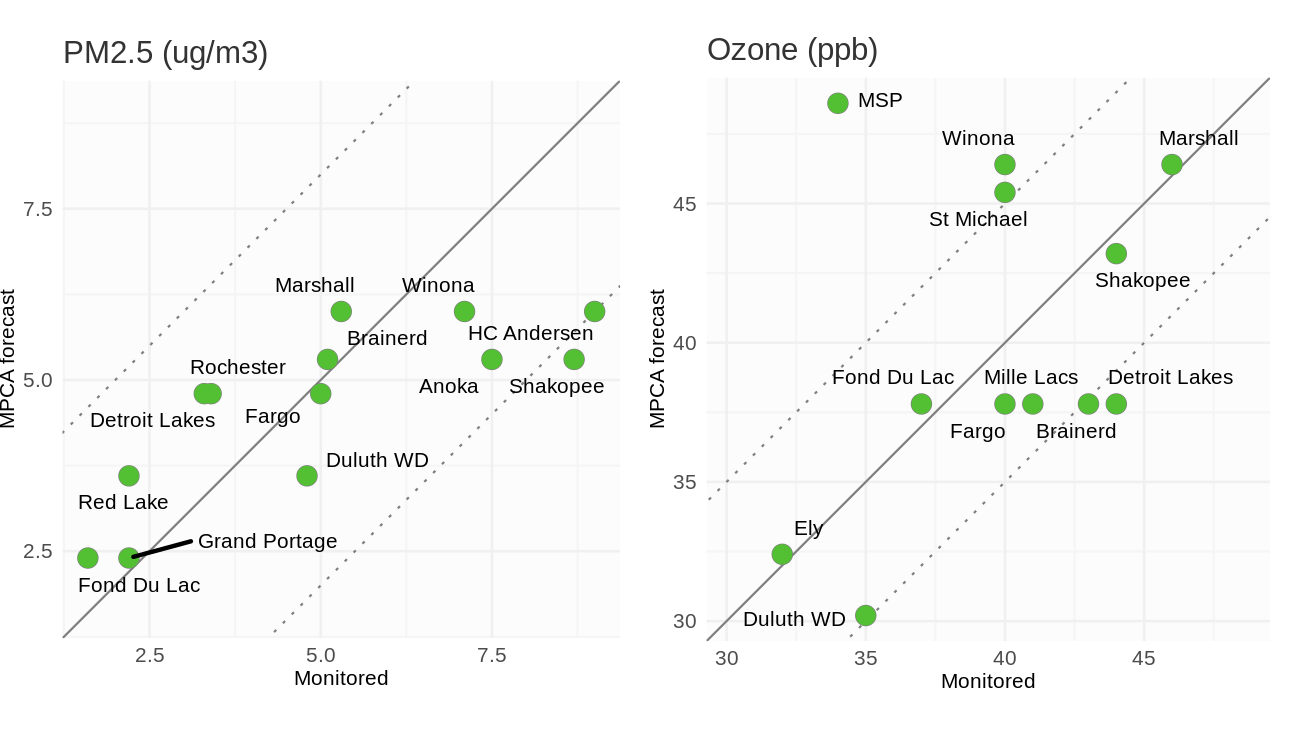 PM2.5 (ug/m3)
MPCA forecast
7.5
5.0
2.5
Marshall
Winona
Brainerd
HC Andersen
Rochester
Anoka
Shakopee
Detroit Lakes
Fargo
Duluth WD
Red Lake
Grand Portage
Fond Du Lac
2.5
5.0
7.5
Monitored
Ozone (ppb)
MPCA forecast
45
40
35
30
MSP
Winona
Marshall
St Michael
Shakopee
Fond Du Lac
Mille Lacs
Detroit Lakes
Fargo
Brainerd
Ely
Duluth WD
30
35
40
45
Monitored